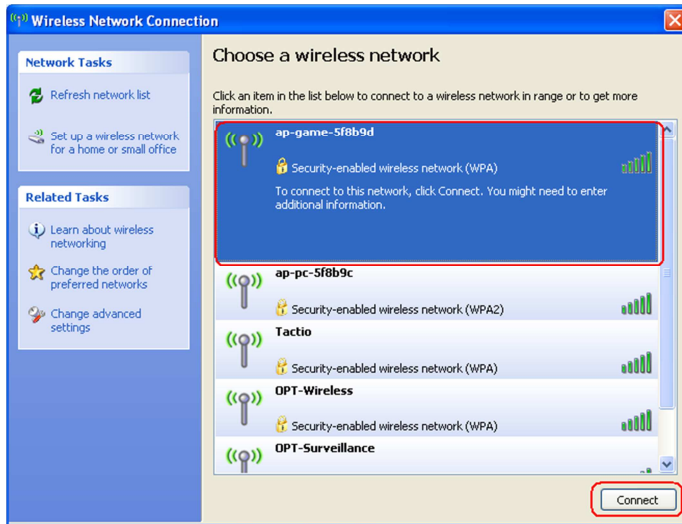 Wireless Network Connection
Network Tasks
Refresh network list
Set up a wireless network
for a home or small office
Related Tasks
Learn about wireless
networking
Change the order of
preferred networks
Change advanced
settings
Choose a wireless network
Click an item in the list below to connect to a wireless network in range or to get more
information.
ap-game-5f8b9d
Security-enabled wireless network (WPA)
To connect to this network, click Connect. You might need to enter
additional information.
ap-pc-5f8b9c
Security-enabled wireless network (WPA2)
Tactio
Security-enabled wireless network (WPA)
OPT-Wireless
Security-enabled wireless network (WPA)
OPT-Surveillance
Connect